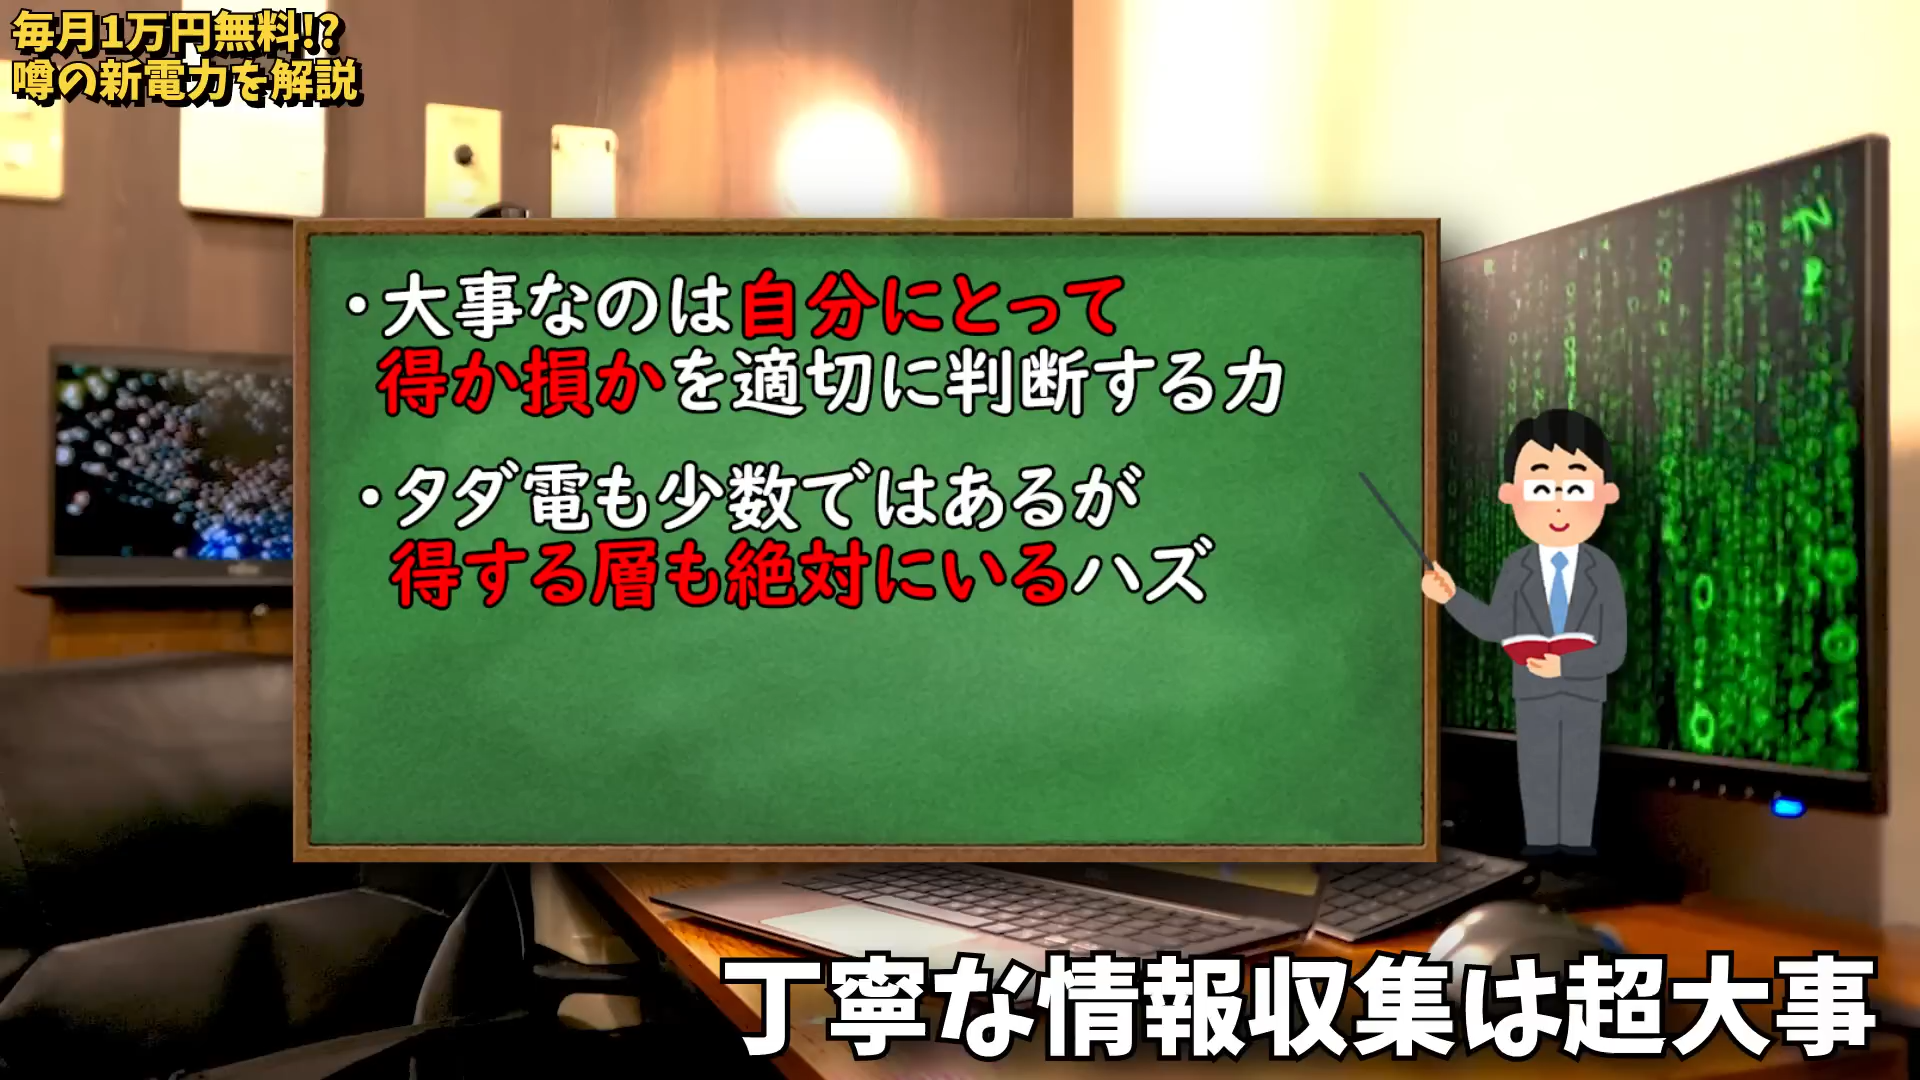 毎月1万円無料!?
噂の新電力を解説
・大事なのは自分にとって
得か損かを適切に判断する力
・タダ電も少数ではあるが
得する層も絶対にいるハズ
丁寧な情報収集は超大事